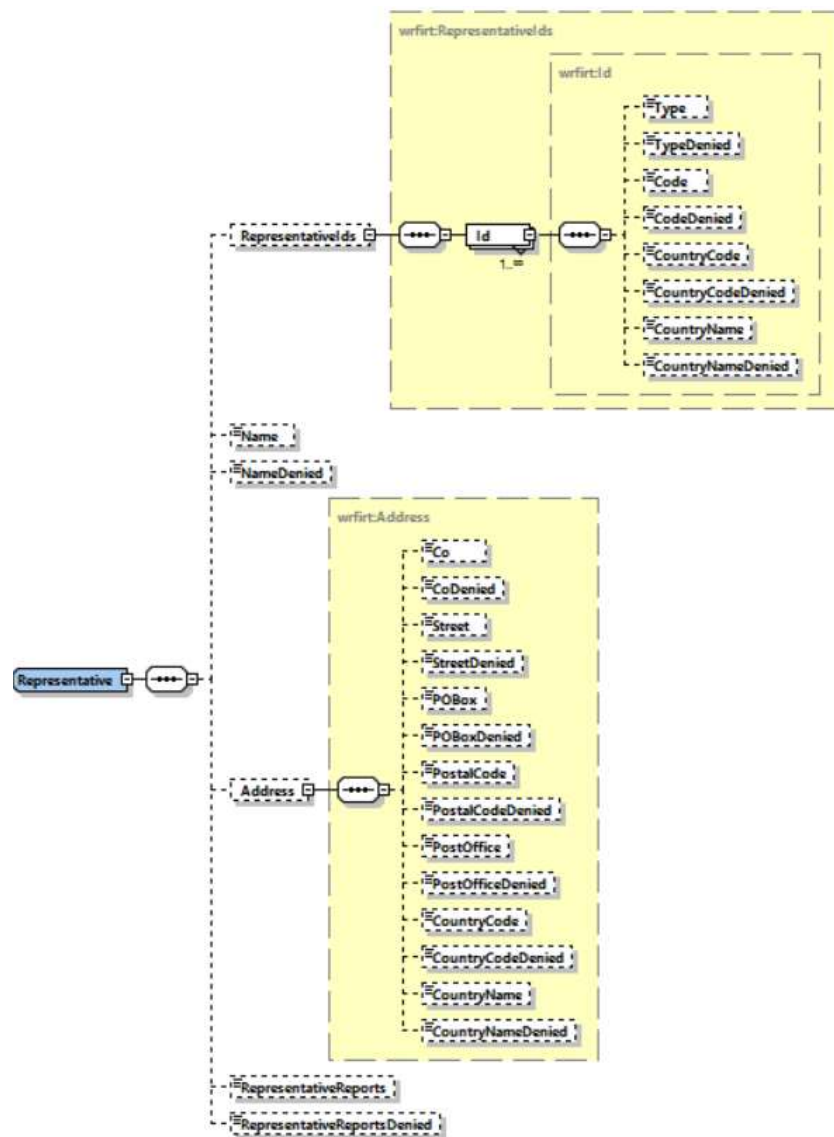 wrfirt:RepresentativeIds
wrfirt:Id
Type
TypeDenied
Code
CodeDenied
RepresentativeIds
Id
CountryCode
1..∞
CountryCodeDenied
CountryName
CountryNameDenied
Name
NameDenied
wrfirt:Address
Co
CoDenied
Street
StreetDenied
Representative
POBox
POBoxDenied
PostalCode
Address
PostalCodeDenied
PostOffice
PostOfficeDenied
CountryCode
CountryCodeDenied
CountryName
CountryNameDenied
RepresentativeReports
RepresentativeReportsDenied